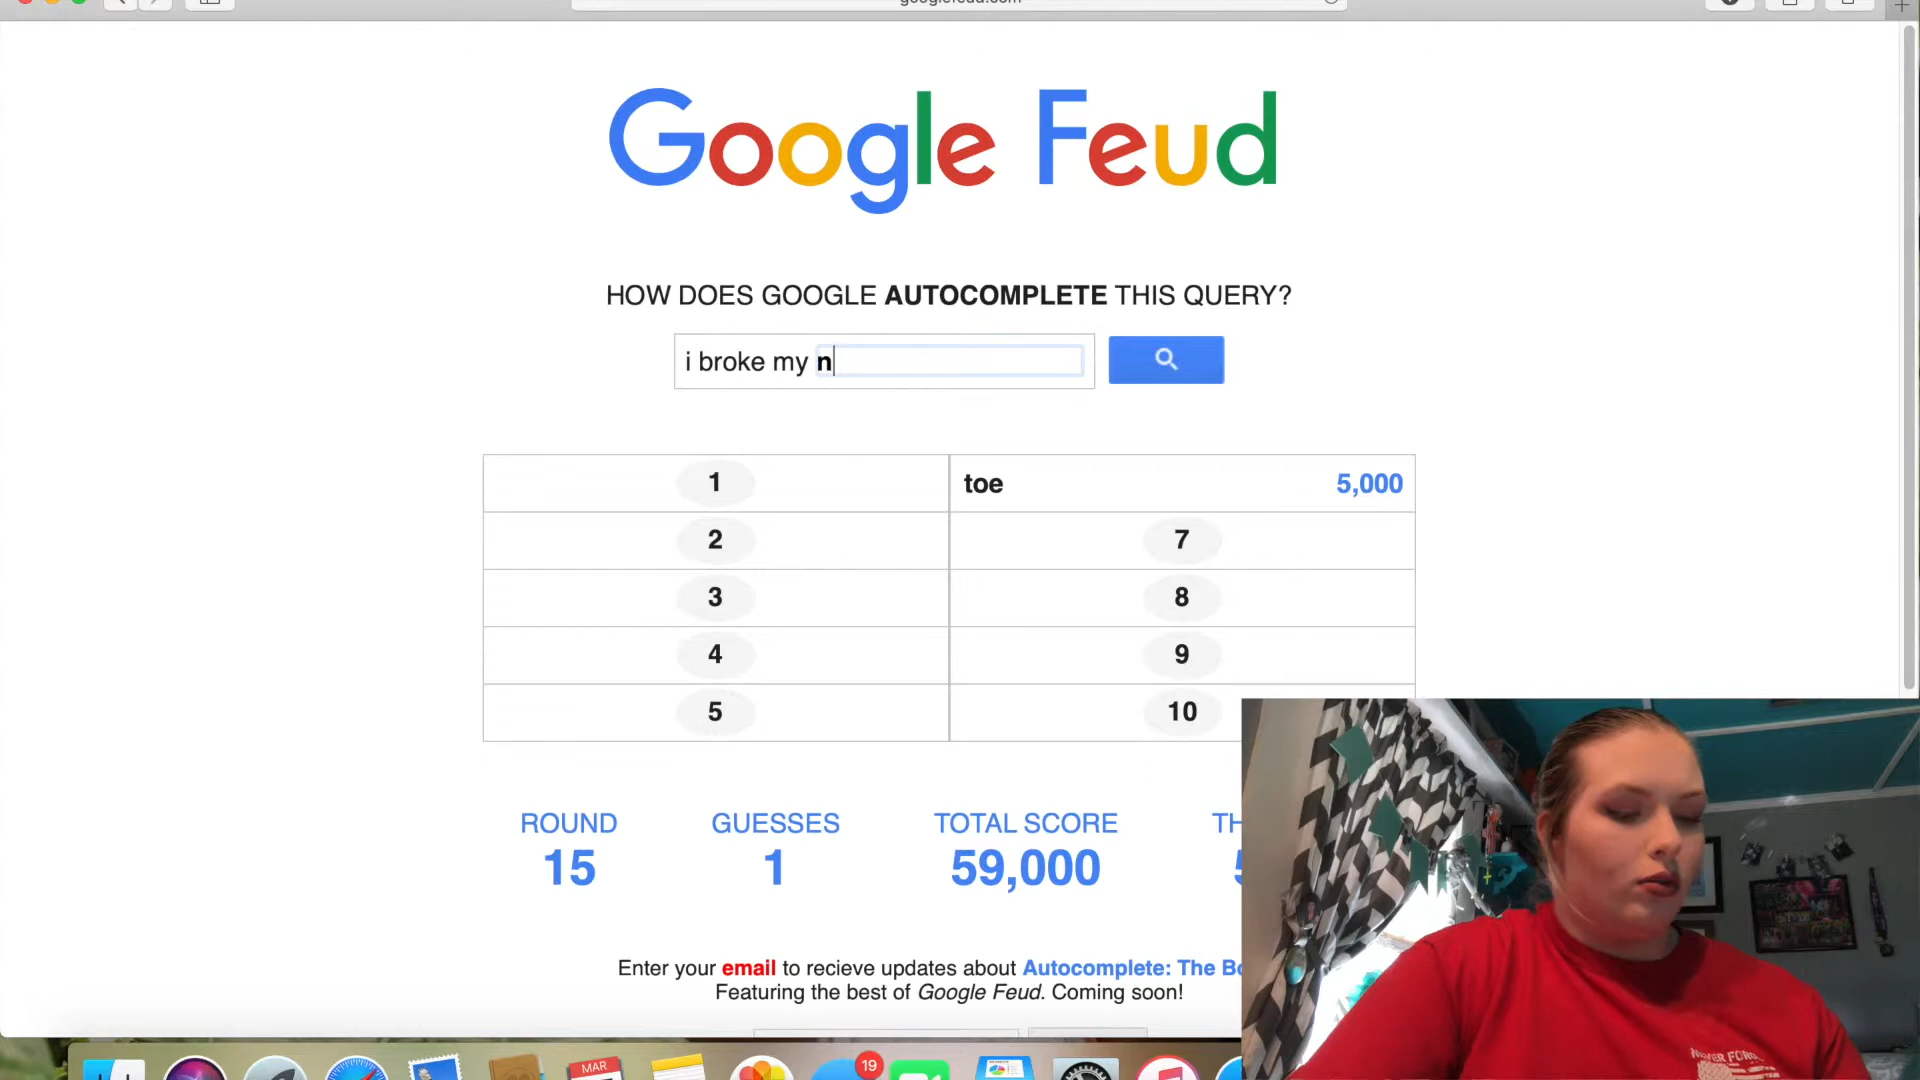 Google Feud
HOW DOES GOOGLE AUTOCOMPLETE THIS QUERY?
i broke my n
1
toe 5,000
2
7
3
8
4
9
5
10
ROUND
15
GUESSES
1
TOTAL SCORE
59,000
Enter your email to recieve updates about Autocomplete: The
Featuring the best of Google Feud. Coming soon!
MAR
19